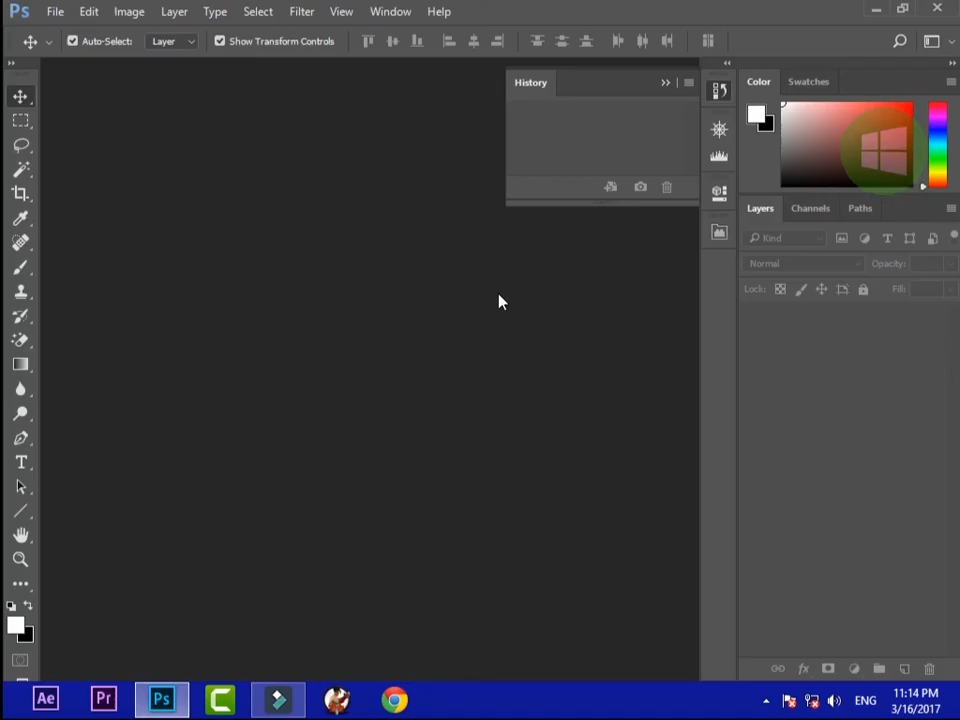 Ps File Edit Image Layer Type Select Filter View Window Help
Auto-Select: Layer Show Transform Controls
History
Color Swatches
Layers Channels Paths
Kind
Normal Opacity:
Lock: Fill:
fx
Ae Pr Ps ENG 11:14 PM
3/16/2017